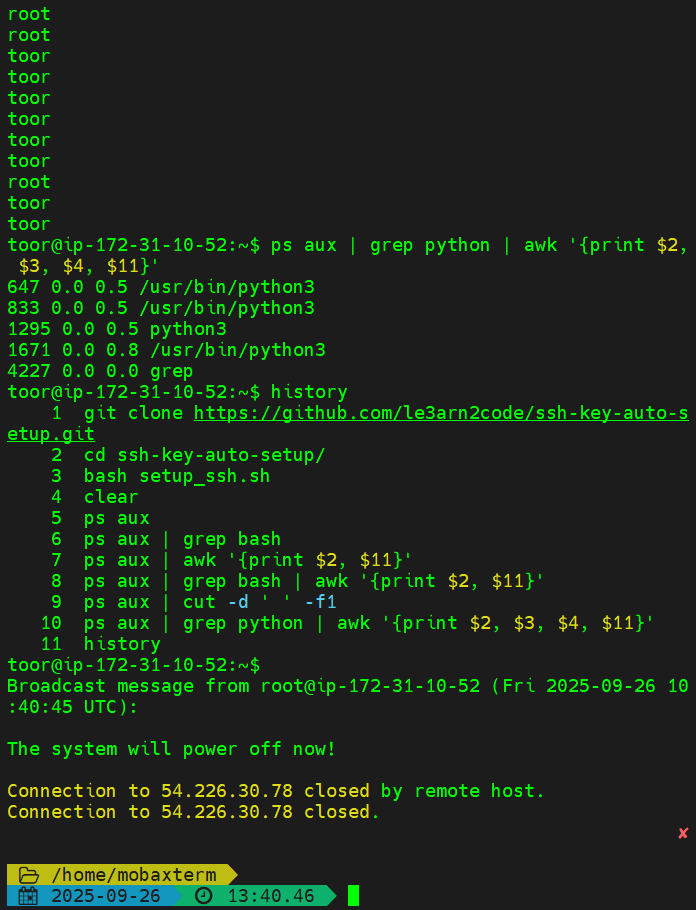 root
root
toor
toor
toor
toor
toor
toor
root
toor
toor
toor@ip-172-31-10-52:~$ ps aux | grep python | awk '{print $2,
 $3, $4, $11}'
647 0.0 0.5 /usr/bin/python3
833 0.0 0.5 /usr/bin/python3
1295 0.0 0.5 python3
1671 0.0 0.8 /usr/bin/python3
4227 0.0 0.0 grep
toor@ip-172-31-10-52:~$ history
    1  git clone https://github.com/le3arn2code/ssh-key-auto-s
etup.git
    2  cd ssh-key-auto-setup/
    3  bash setup_ssh.sh
    4  clear
    5  ps aux
    6  ps aux | grep bash
    7  ps aux | awk '{print $2, $11}'
    8  ps aux | grep bash | awk '{print $2, $11}'
    9  ps aux | cut -d ' ' -f1
   10  ps aux | grep python | awk '{print $2, $3, $4, $11}'
   11  history
toor@ip-172-31-10-52:~$
Broadcast message from root@ip-172-31-10-52 (Fri 2025-09-26 10
:40:45 UTC):
The system will power off now!
Connection to 54.226.30.78 closed by remote host.
Connection to 54.226.30.78 closed.
✘
/home/mobaxterm
2025-09-26 13:40.46